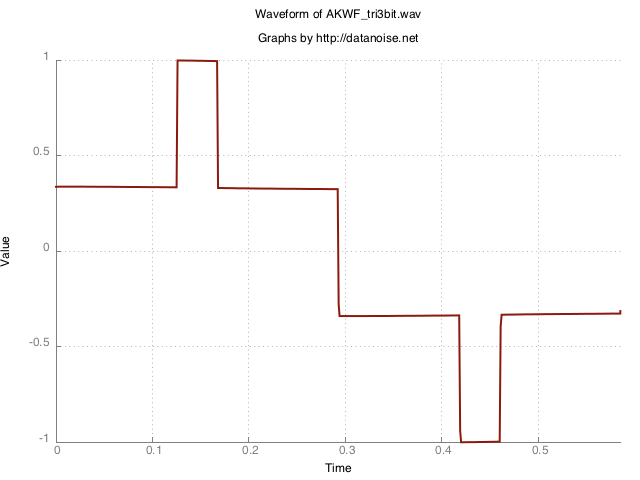 Waveform of AKWF_tri3bit.wav
Graphs by http://datanoise.net
1
0.5
0
-0.5
-1
Value
0 0.1 0.2 0.3 0.4 0.5
Time